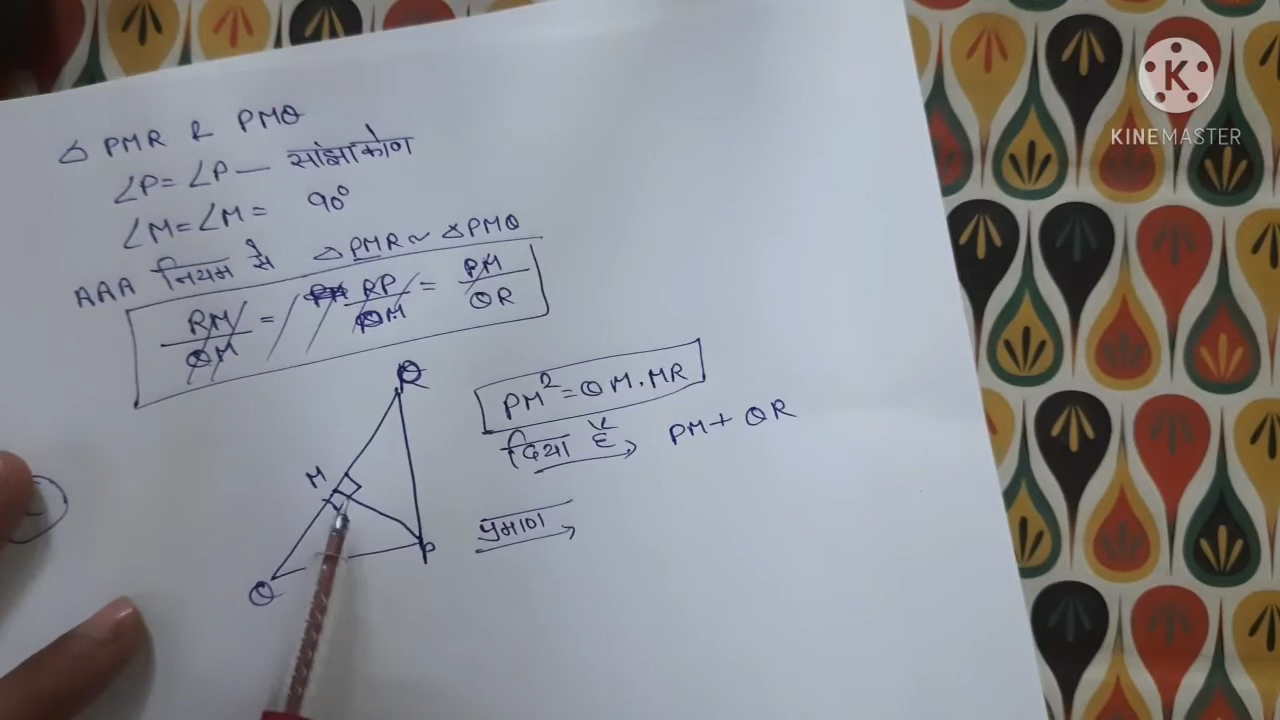 △ PMR & PMQ
∠P = ∠P — सांझा कोण
∠M = ∠M = 90°
AAA नियम से △PMR ~ △PMQ
RM/QM = RP/QM = PM/QR
R
PM² = QM.MR
दिया है → PM + QR
M
प्रमाण →
P
Q
K
KINEMASTER